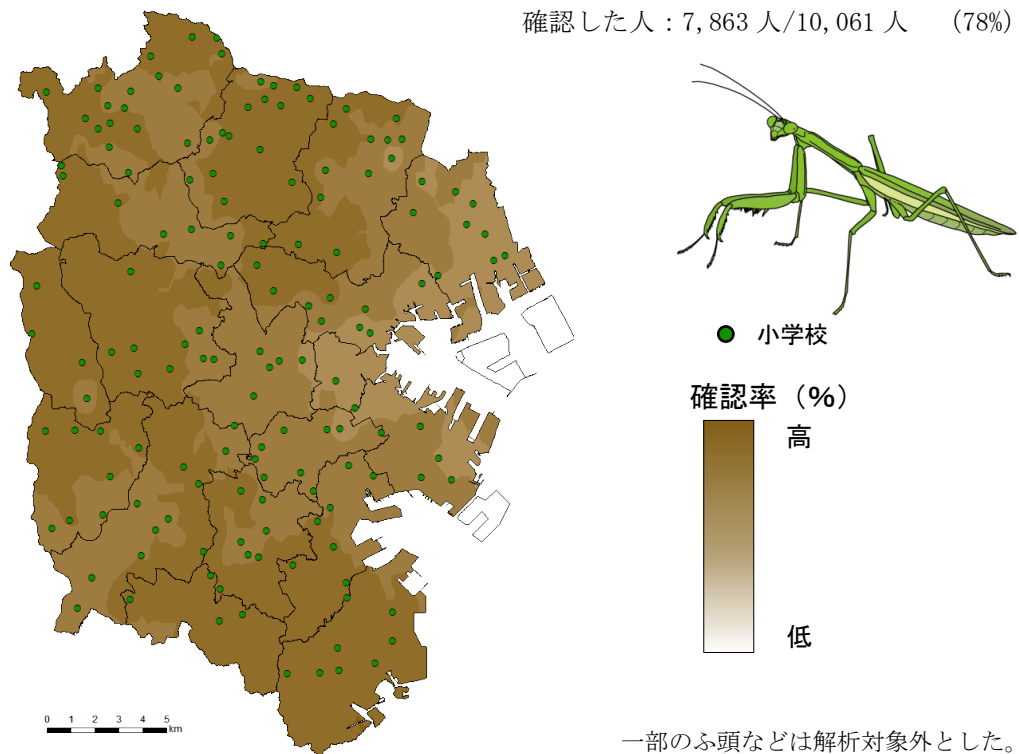 確認した人：7,863 人/10,061 人　（78%）
小学校
確認率（%）
高
低
0 1 2 3 4 5
km
一部のふ頭などは解析対象外とした。